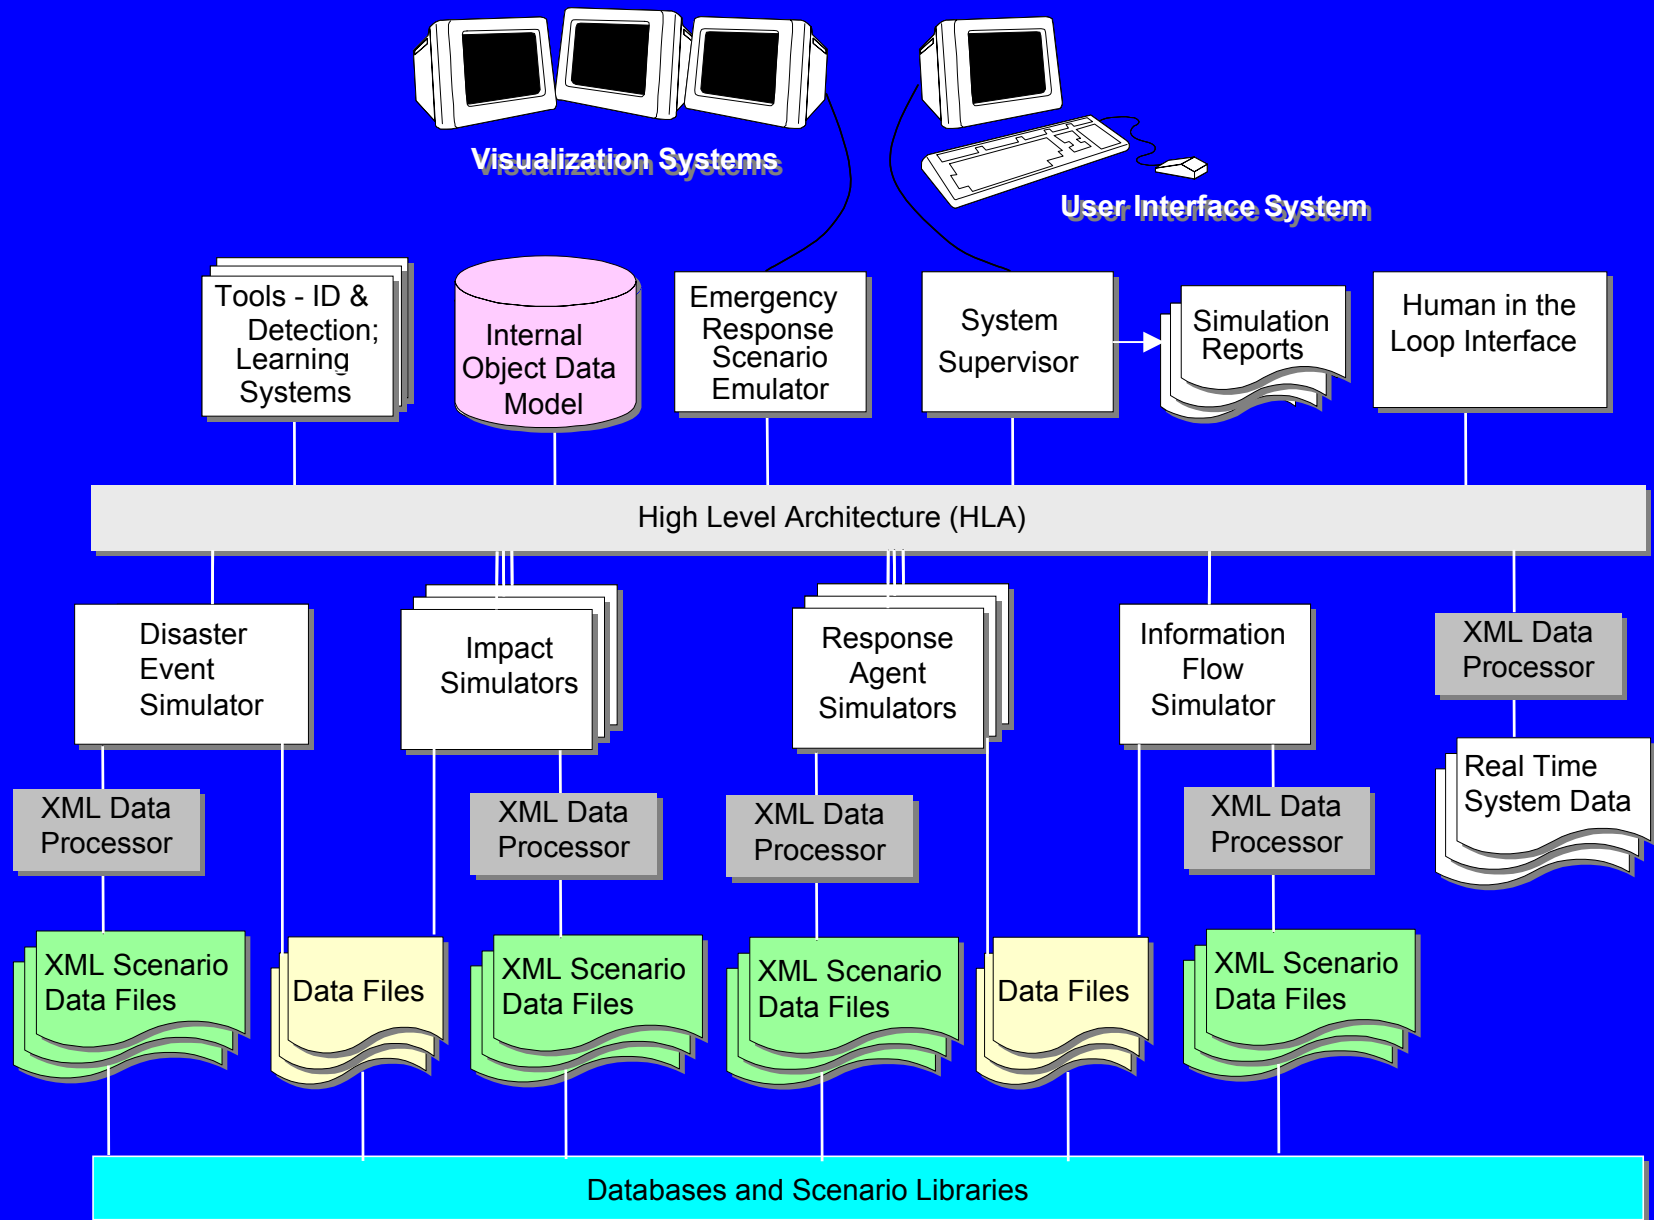 Visualization Systems
User Interface System
Tools - ID &
Detection;
Learning
Systems
Internal
Object Data
Model
Emergency
Response
Scenario
Emulator
System
Supervisor
Simulation
Reports
Human in the
Loop Interface
High Level Architecture (HLA)
Disaster
Event
Simulator
Impact
Simulators
Response
Agent
Simulators
Information
Flow
Simulator
XML Data
Processor
Real Time
System Data
XML Data
Processor
XML Data
Processor
XML Data
Processor
XML Data
Processor
XML Scenario
Data Files
Data Files
XML Scenario
Data Files
XML Scenario
Data Files
Data Files
XML Scenario
Data Files
Databases and Scenario Libraries